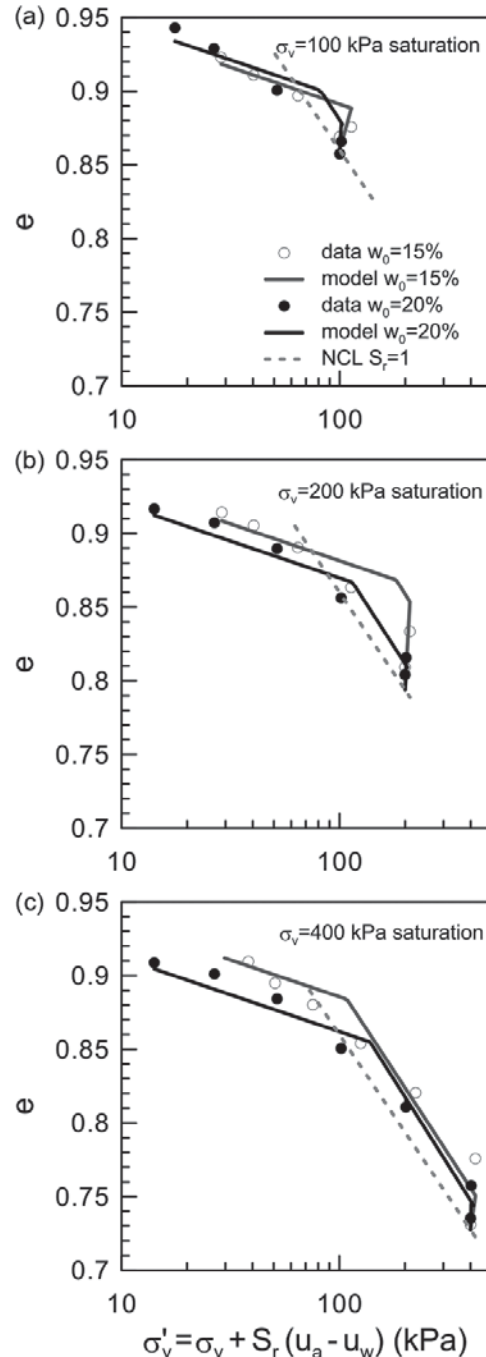 (a)
0.95
σv=100 kPa saturation
0.9
0.85
e
0.8
data w0=15%
model w0=15%
data w0=20%
model w0=20%
NCL Sr=1
0.75
0.7
10
100
(b)
0.95
σv=200 kPa saturation
0.9
0.85
e
0.8
0.75
0.7
10
100
(c)
0.95
σv=400 kPa saturation
0.9
0.85
e
0.8
0.75
0.7
10
100
σ'v=σv + Sr (ua - uw) (kPa)